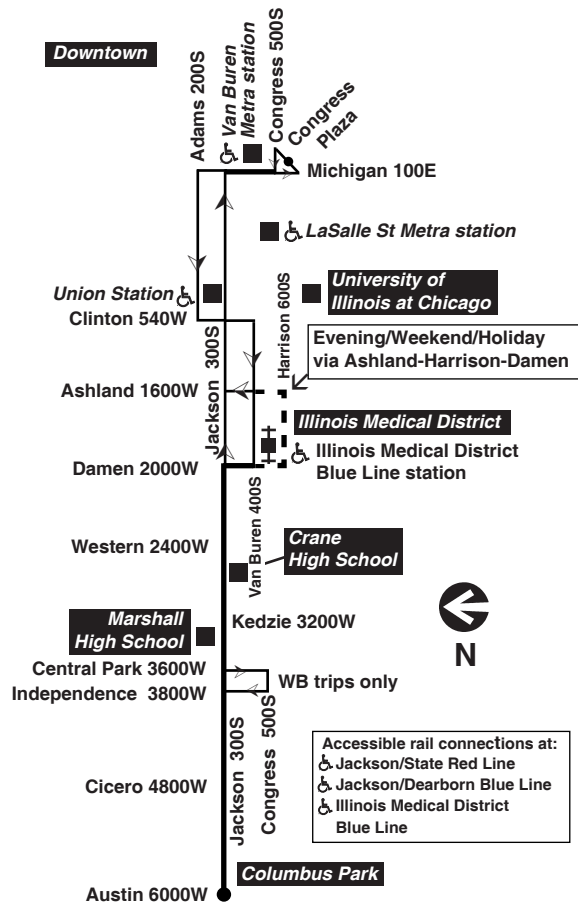 Downtown
Adams 200S
Van Buren
Metra station
Congress 500S
Congress
Plaza
Michigan 100E
LaSalle St Metra station
Union Station
University of
Illinois at Chicago
Clinton 540W
Jackson 300S
Harrison 600S
Evening/Weekend/Holiday
via Ashland-Harrison-Damen
Ashland 1600W
Illinois Medical District
Illinois Medical District
Blue Line station
Damen 2000W
Van Buren 400S
Western 2400W
Crane
High School
Marshall
High School
Kedzie 3200W
N
Central Park 3600W
WB trips only
Independence 3800W
Jackson 300S
Congress 500S
Cicero 4800W
Accessible rail connections at:
Jackson/State Red Line
Jackson/Dearborn Blue Line
Illinois Medical District
Blue Line
Columbus Park
Austin 6000W